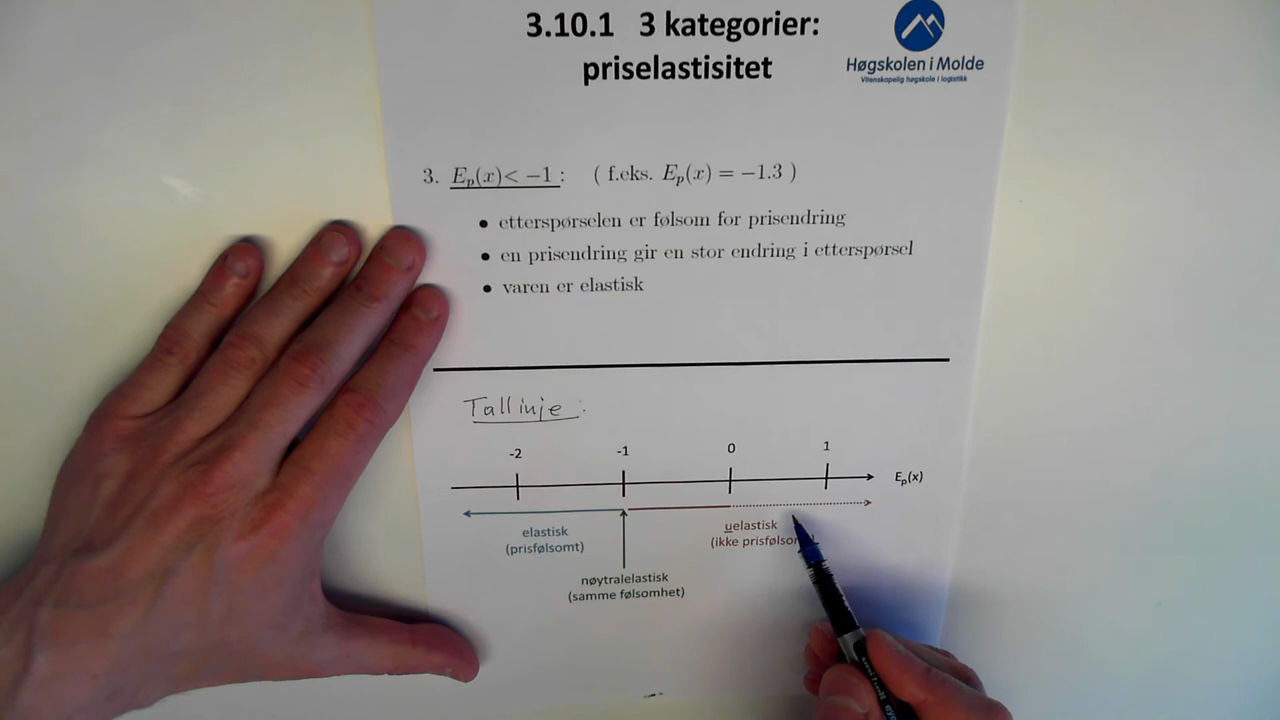 3.10.1 3 kategorier:
priselastisitet
Høgskolen i Molde
Vitenskapelig høgskole i logistikk
3. Eₚ(x)< −1 : ( f.eks. Eₚ(x) = −1.3 )
• etterspørselen er følsom for prisendring
• en prisendring gir en stor endring i etterspørsel
• varen er elastisk
Tallinje:
-2 -1 0 1
Eₚ(x)
elastisk
(prisfølsomt)
uelastisk
(ikke
nøytralelastisk
(samme følsomhet)